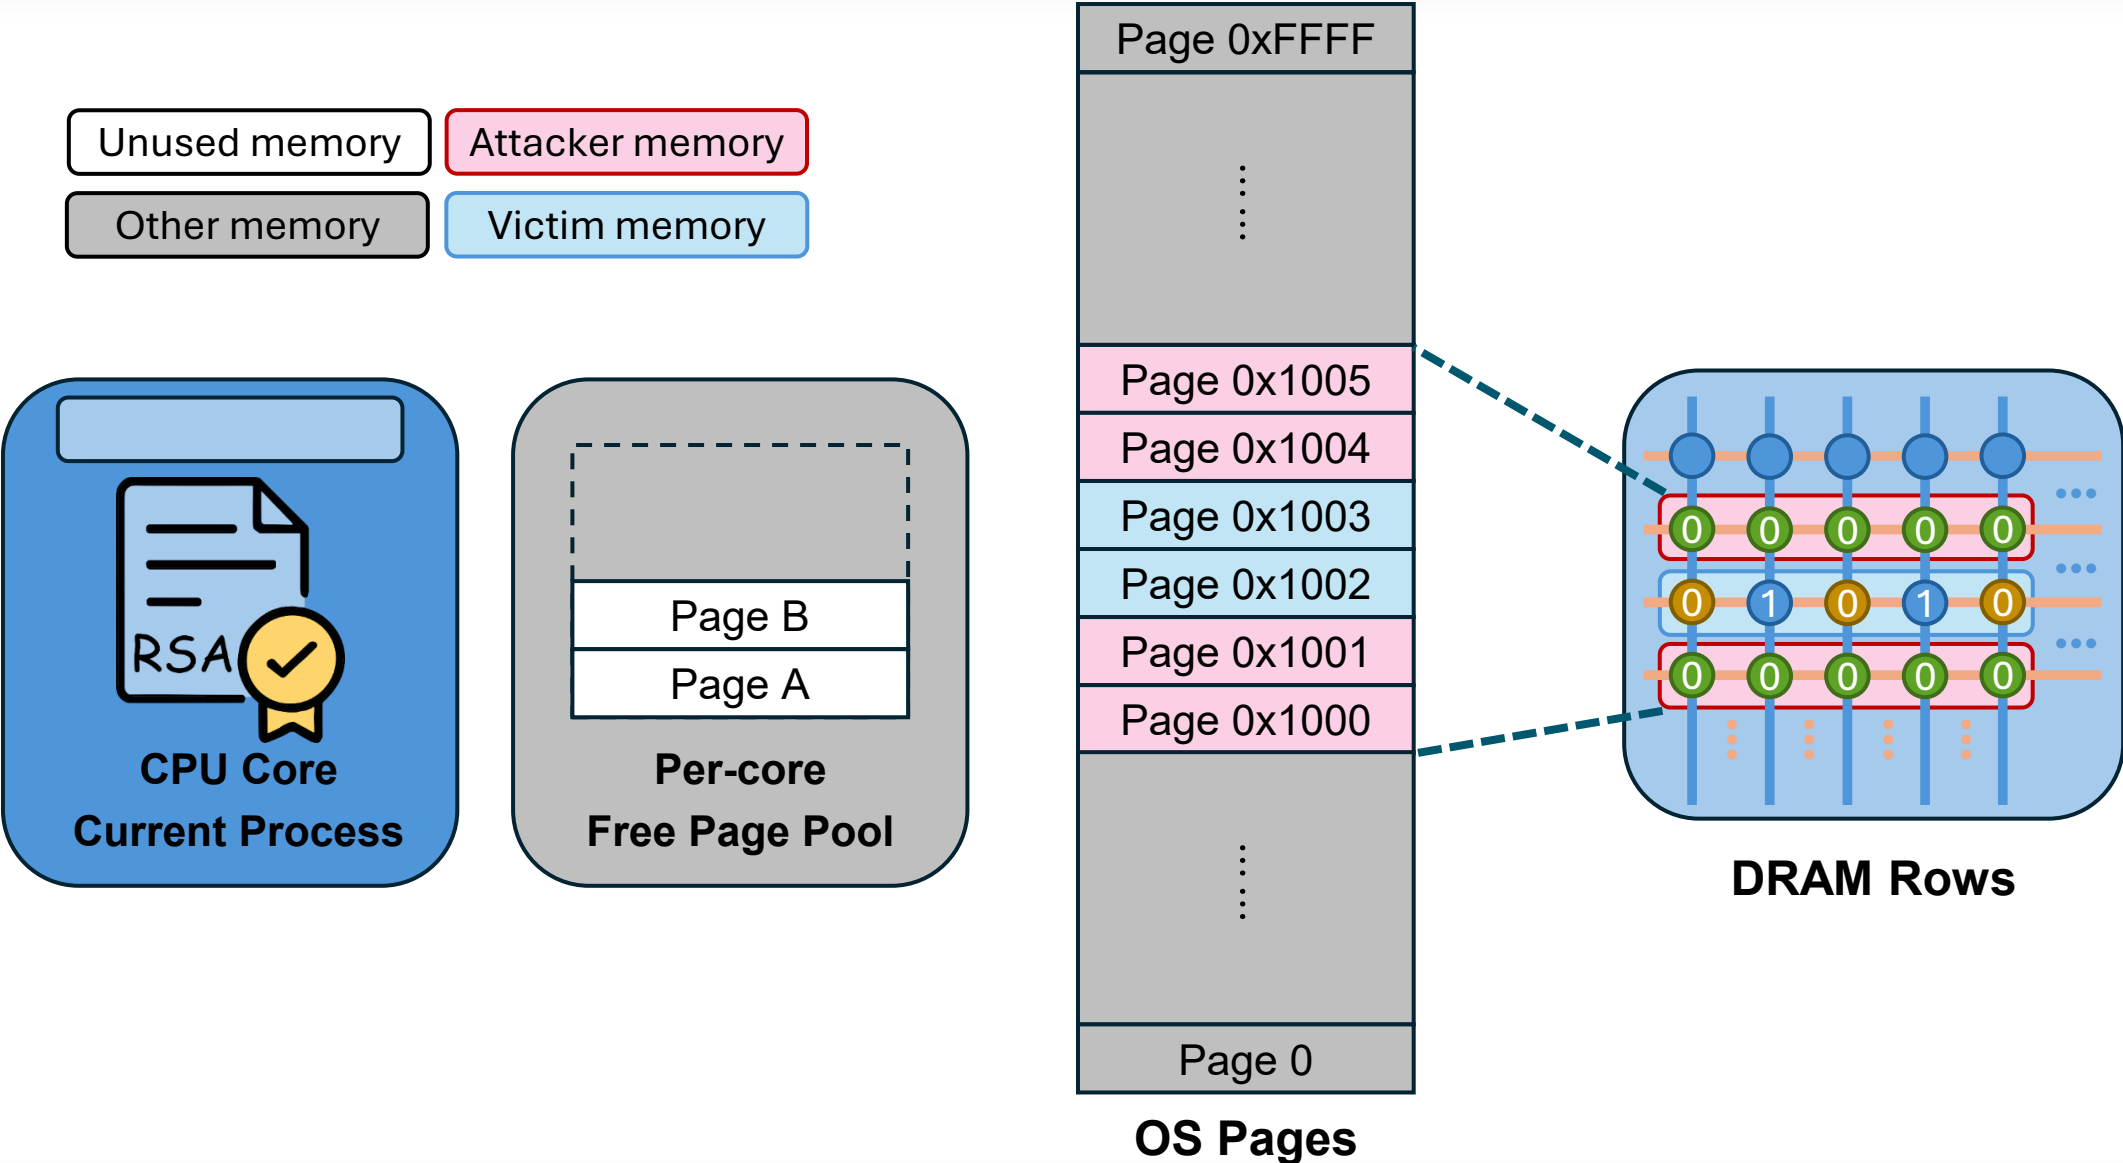 Unused memory
Attacker memory
Other memory
Victim memory
RSA
CPU Core
Current Process
Page B
Page A
Per-core
Free Page Pool
Page 0xFFFF
Page 0x1005
Page 0x1004
Page 0x1003
Page 0x1002
Page 0x1001
Page 0x1000
Page 0
OS Pages
0 0 0 0 0
0 1 0 1 0
0 0 0 0 0
DRAM Rows